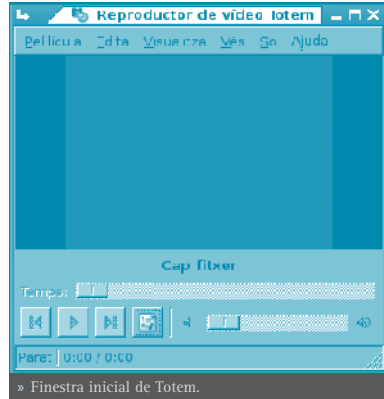 Reproductor de vídeo Totem
Pel·lícula Edita Visualitza Vés So Ajuda
Cap fitxer
Temps:
Parat 0:00 / 0:00
» Finestra inicial de Totem.